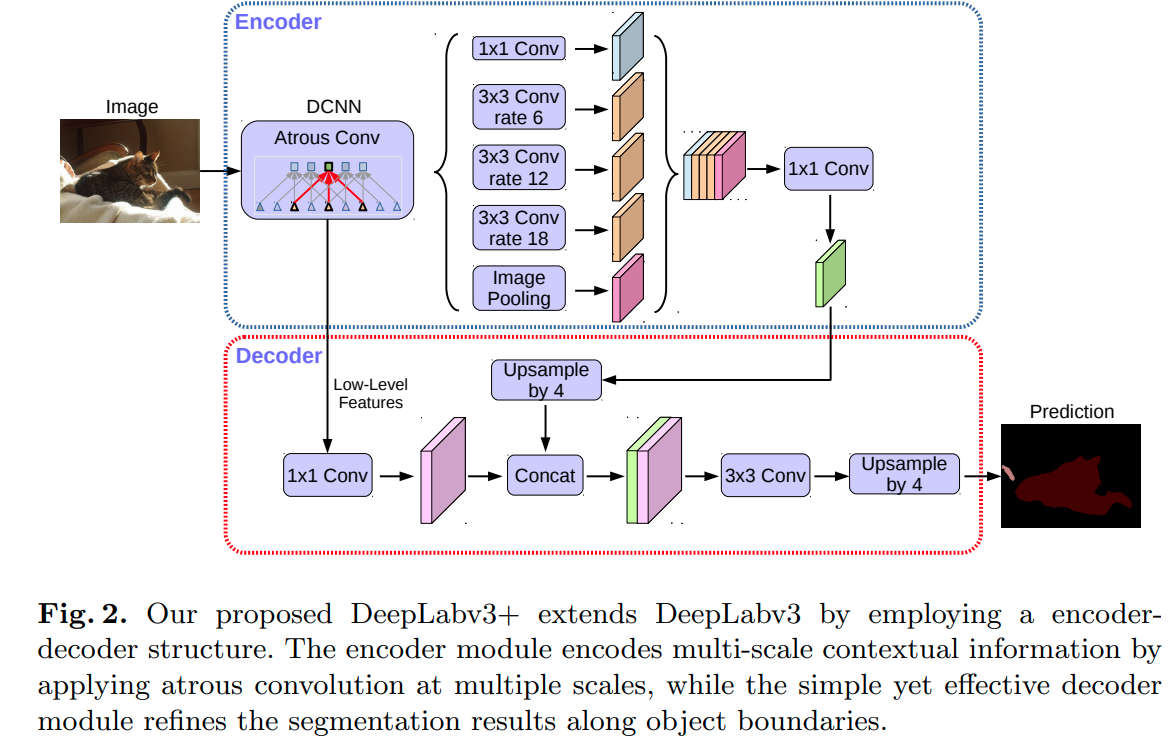 Encoder
Image
DCNN
Atrous Conv
1x1 Conv
3x3 Conv
rate 6
3x3 Conv
rate 12
3x3 Conv
rate 18
Image
Pooling
1x1 Conv
Decoder
Low-Level
Features
Upsample
by 4
1x1 Conv
Concat
3x3 Conv
Upsample
by 4
Prediction
Fig. 2. Our proposed DeepLabv3+ extends DeepLabv3 by employing a encoder-
decoder structure. The encoder module encodes multi-scale contextual information by
applying atrous convolution at multiple scales, while the simple yet effective decoder
module refines the segmentation results along object boundaries.